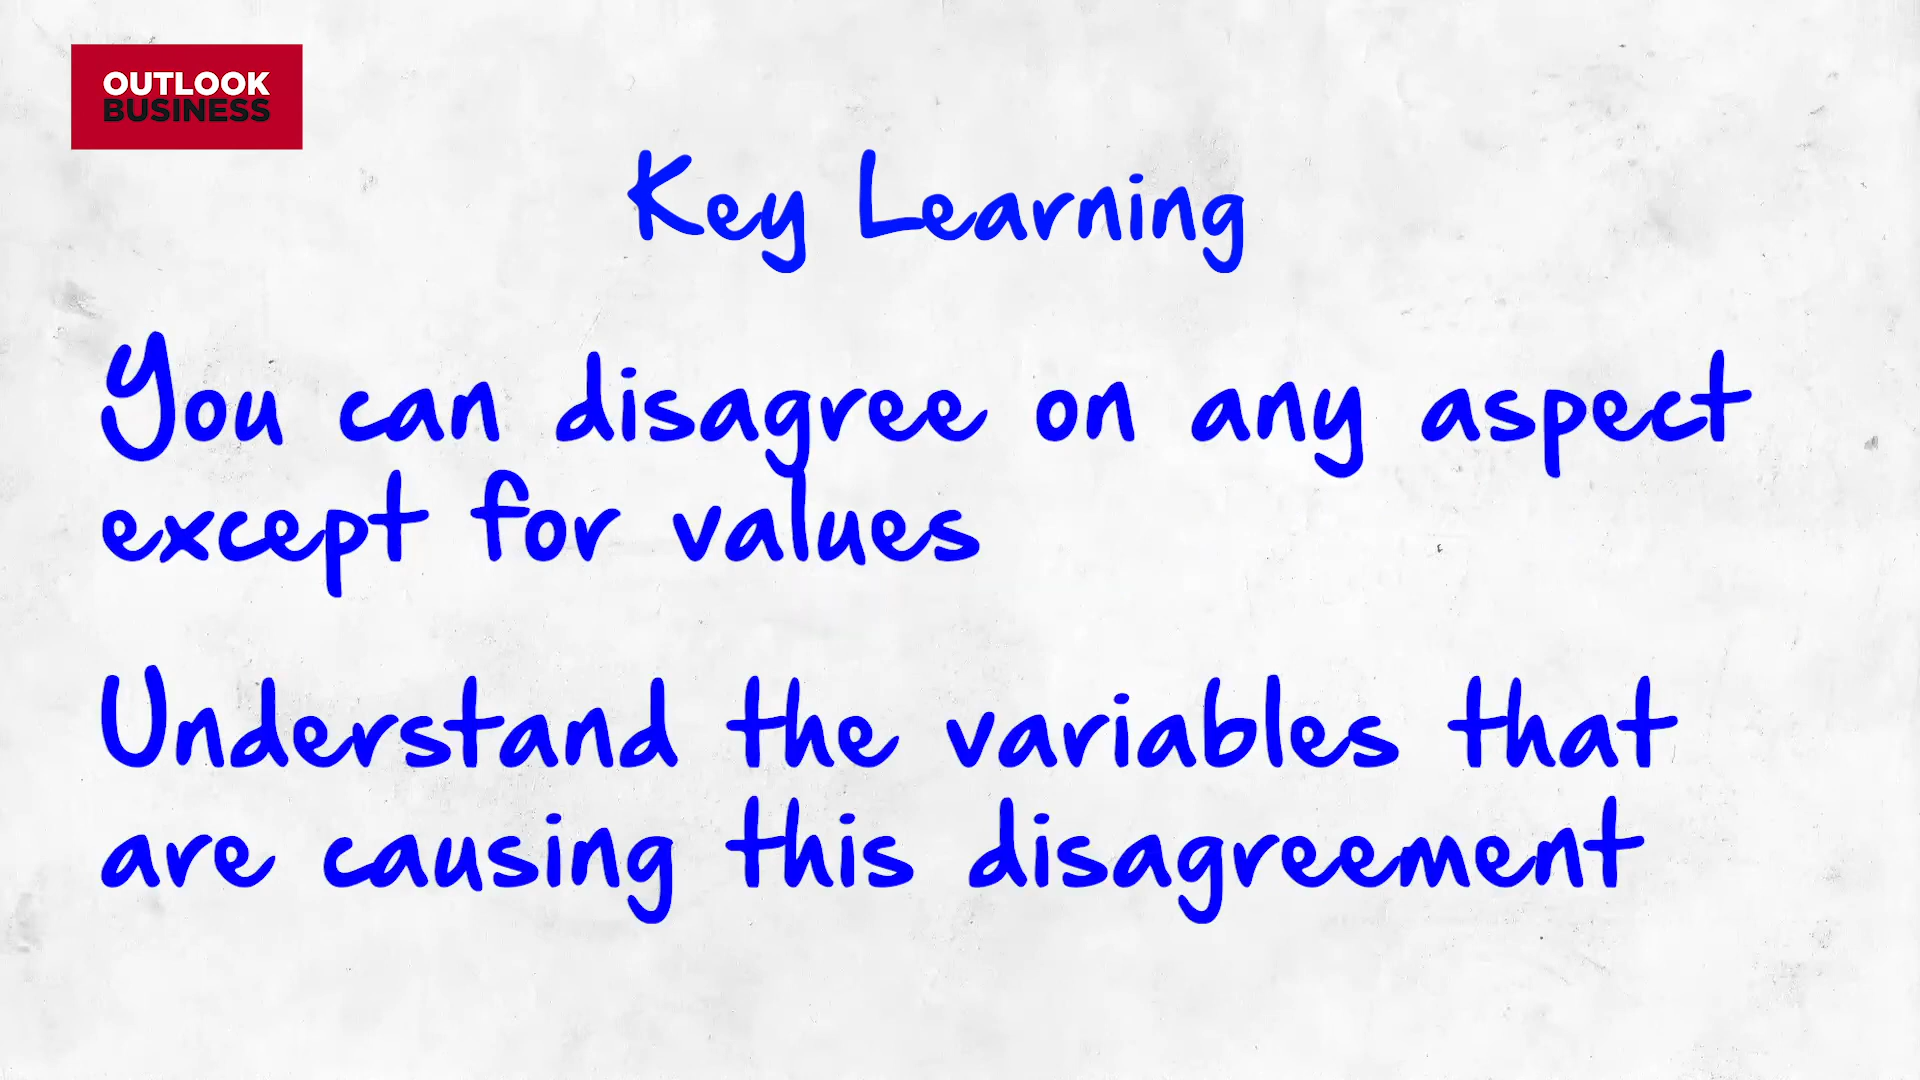 OUTLOOK
BUSINESS
Key Learning
You can disagree on any aspect
except for values
Understand the variables that
are causing this disagreement